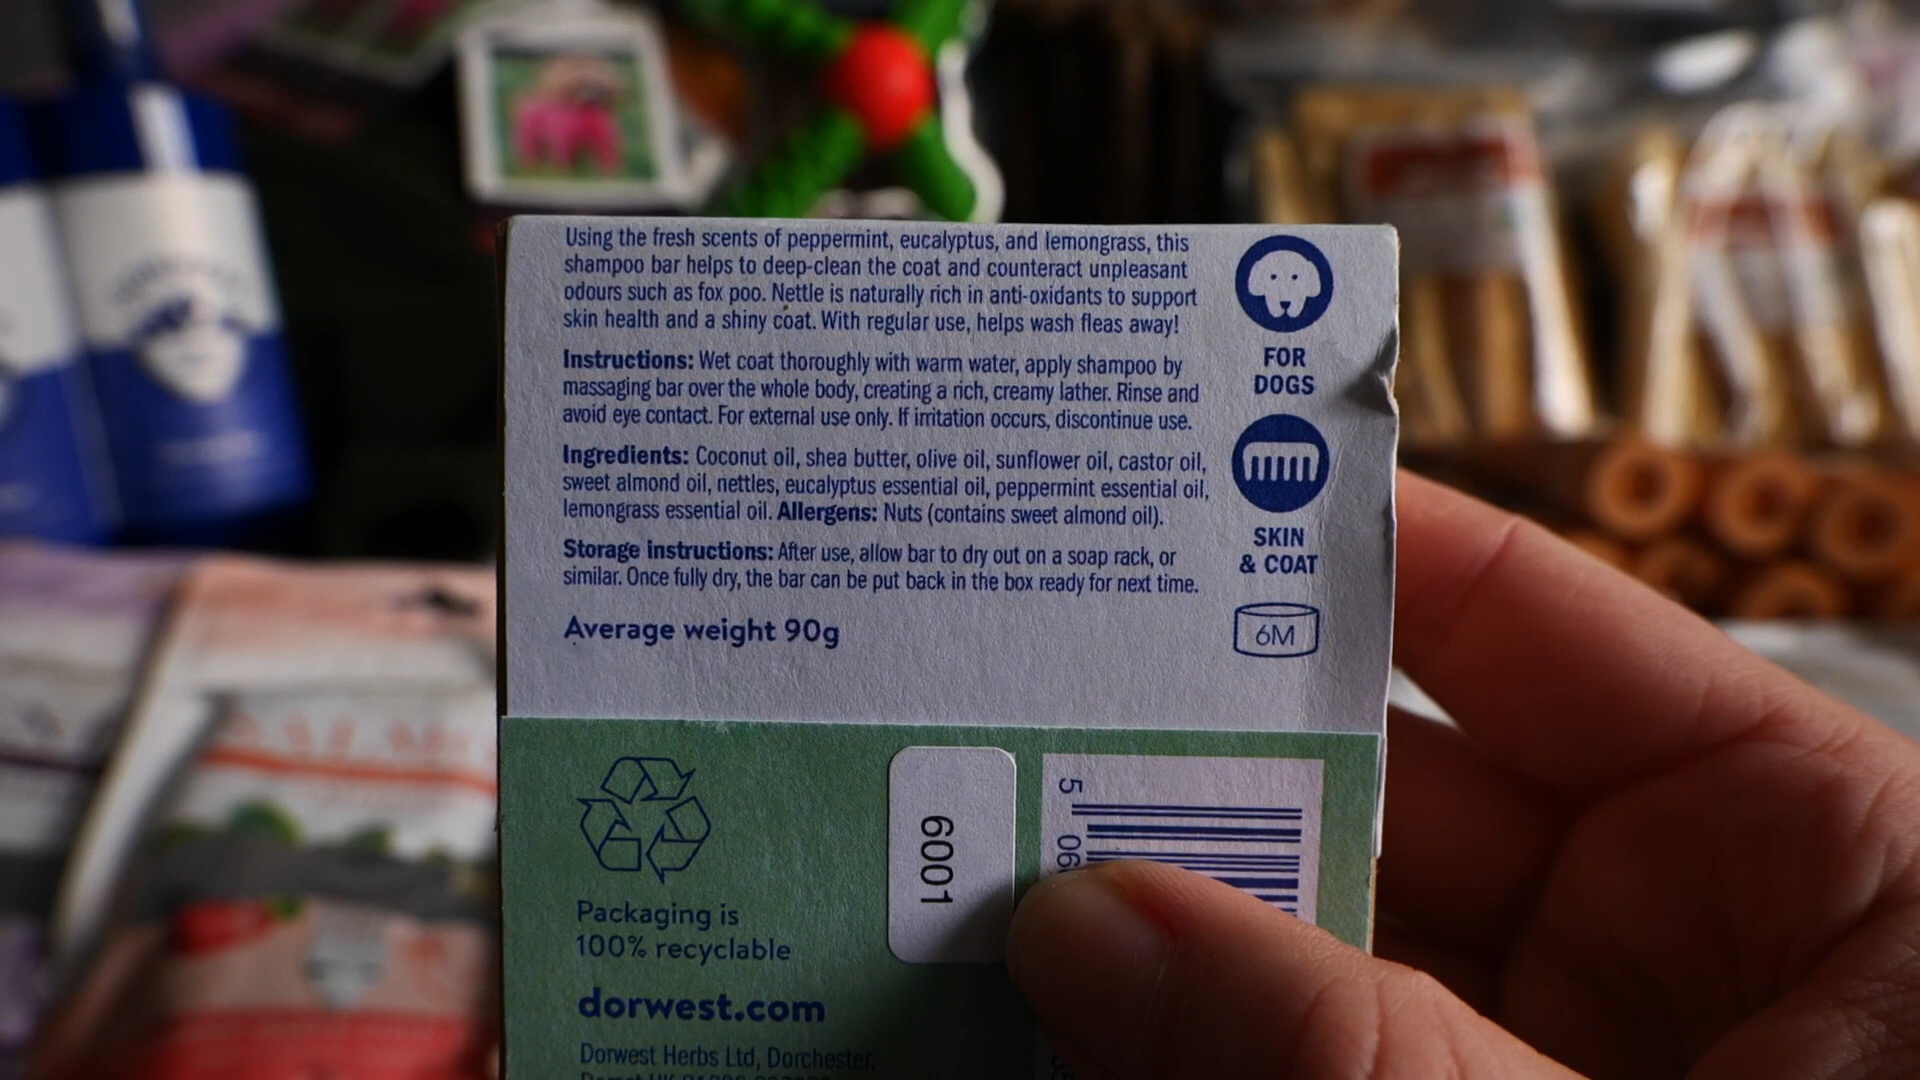 Using the fresh scents of peppermint, eucalyptus, and lemongrass, this
shampoo bar helps to deep-clean the coat and counteract unpleasant
odours such as fox poo. Nettle is naturally rich in anti-oxidants to support
skin health and a shiny coat. With regular use, helps wash fleas away!
Instructions: Wet coat thoroughly with warm water, apply shampoo by
massaging bar over the whole body, creating a rich, creamy lather. Rinse and
avoid eye contact. For external use only. If irritation occurs, discontinue use.
Ingredients: Coconut oil, shea butter, olive oil, sunflower oil, castor oil,
sweet almond oil, nettles, eucalyptus essential oil, peppermint essential oil,
lemongrass essential oil. Allergens: Nuts (contains sweet almond oil).
Storage instructions: After use, allow bar to dry out on a soap rack, or
similar. Once fully dry, the bar can be put back in the box ready for next time.
Average weight 90g
FOR
DOGS
SKIN
& COAT
6M
Packaging is
100% recyclable
dorwest.com
Dorwest Herbs Ltd, Dorchester,
6001
5 06